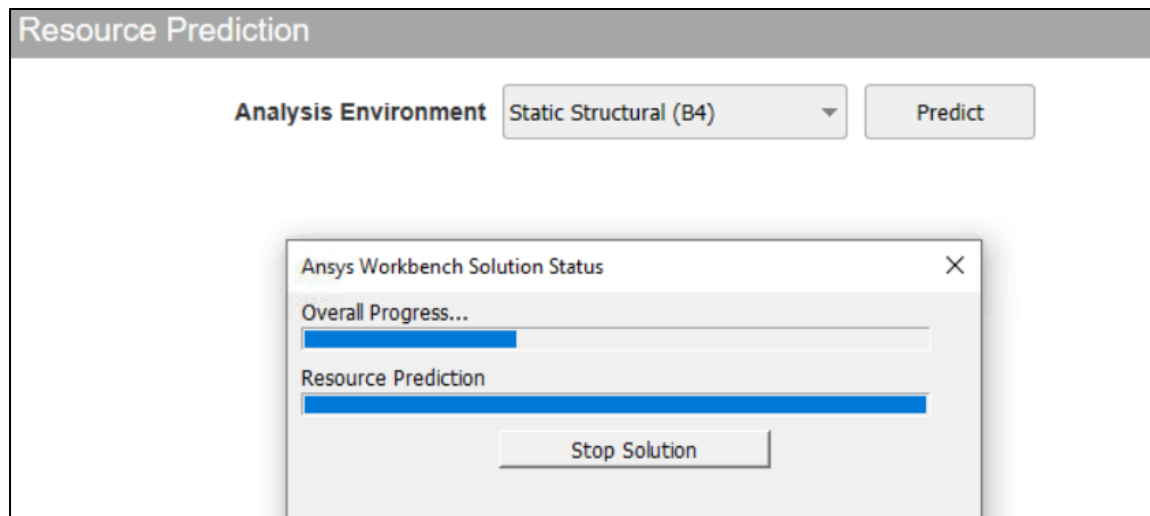 Resource Prediction
Analysis Environment Static Structural (B4) Predict
Ansys Workbench Solution Status
Overall Progress...
Resource Prediction
Stop Solution